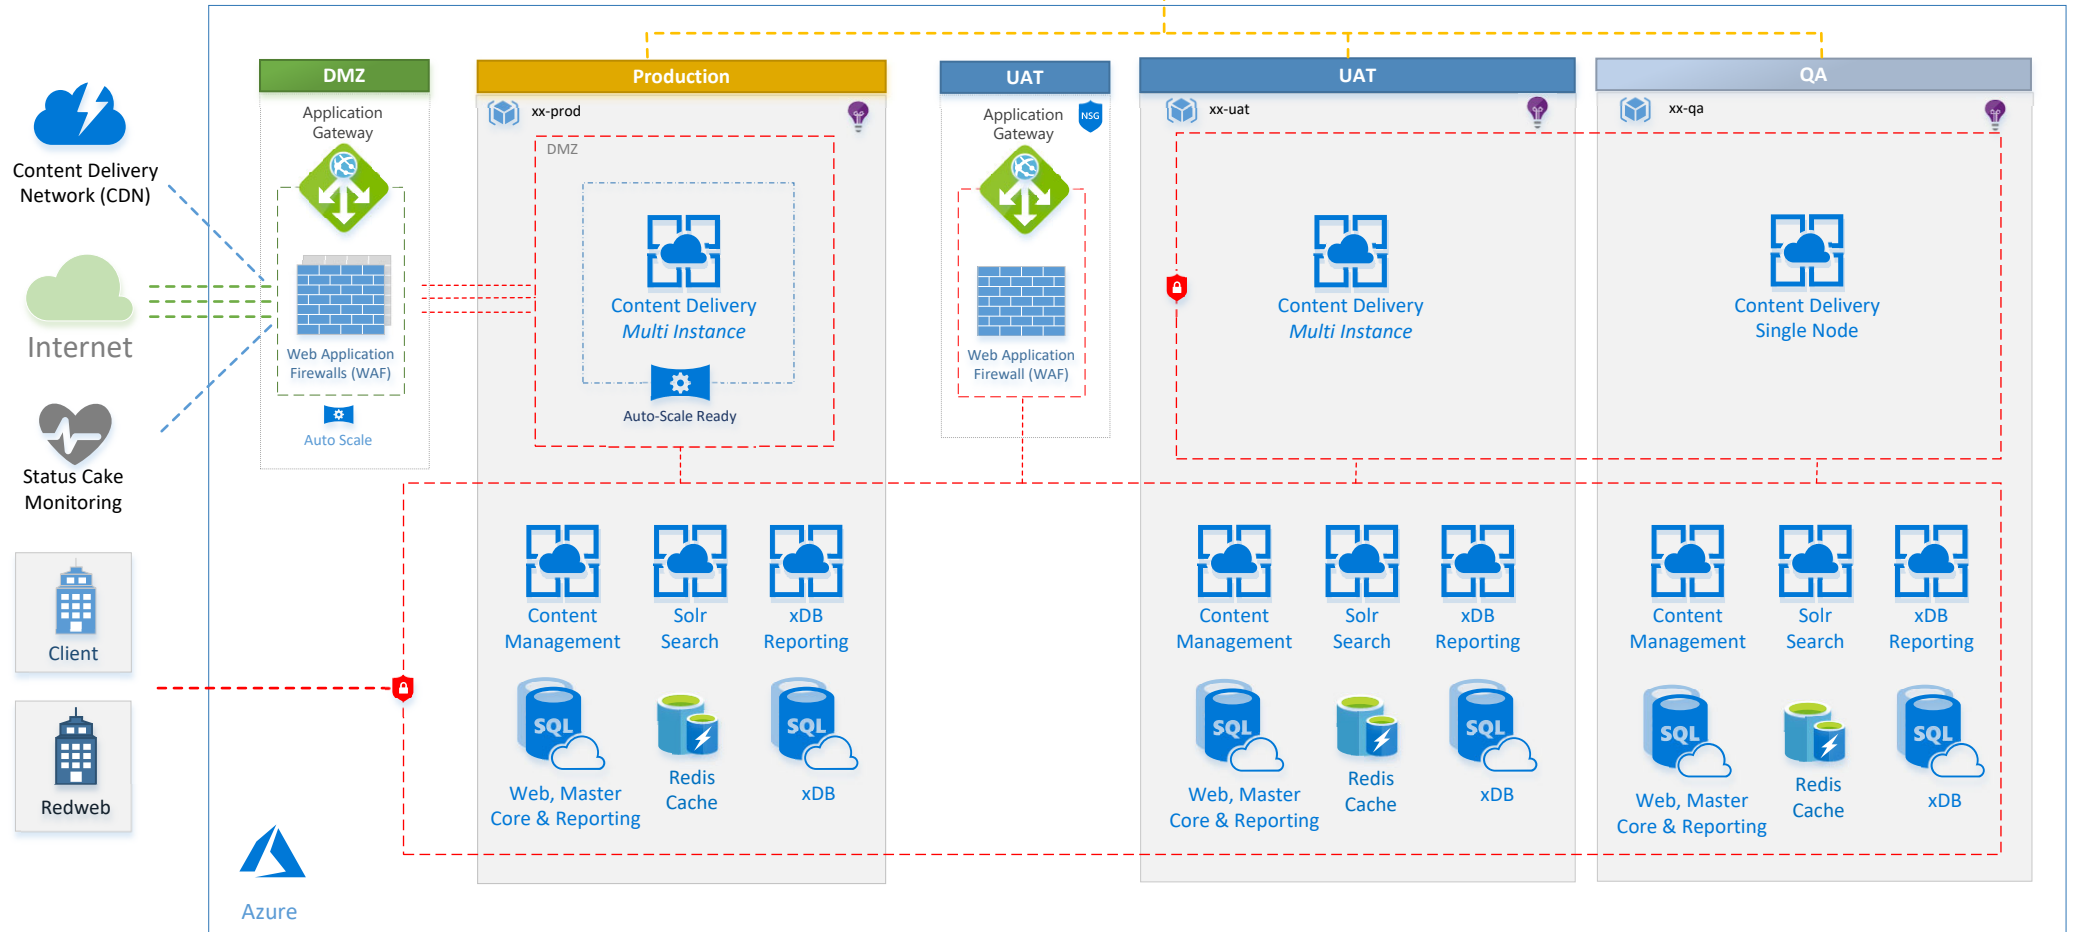 DMZ
Production
UAT
UAT
QA
Content Delivery
Network (CDN)
Internet
Status Cake
Monitoring
Client
Redweb
Azure
Application
Gateway
Web Application
Firewalls (WAF)
Auto Scale
xx-prod
DMZ
Content Delivery
Multi Instance
Auto-Scale Ready
Content
Management
Solr
Search
xDB
Reporting
SQL
Web, Master
Core & Reporting
Redis
Cache
SQL
xDB
Application
Gateway
NSG
Web Application
Firewall (WAF)
xx-uat
Content Delivery
Multi Instance
Content
Management
Solr
Search
xDB
Reporting
SQL
Web, Master
Core & Reporting
Redis
Cache
SQL
xDB
xx-qa
Content Delivery
Single Node
Content
Management
Solr
Search
xDB
Reporting
SQL
Web, Master
Core & Reporting
Redis
Cache
SQL
xDB